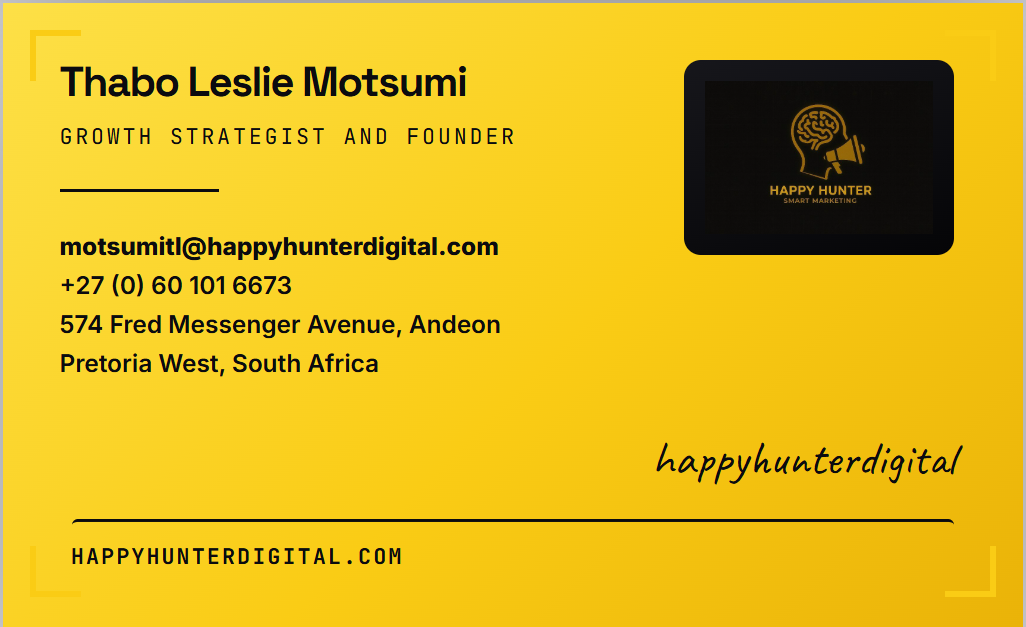 Thabo Leslie Motsumi
GROWTH STRATEGIST AND FOUNDER
HAPPY HUNTER
SMART MARKETING
motsumitl@happyhunterdigital.com
+27 (0) 60 101 6673
574 Fred Messenger Avenue, Andeon
Pretoria West, South Africa
happyhunterdigital
HAPPYHUNTERDIGITAL.COM